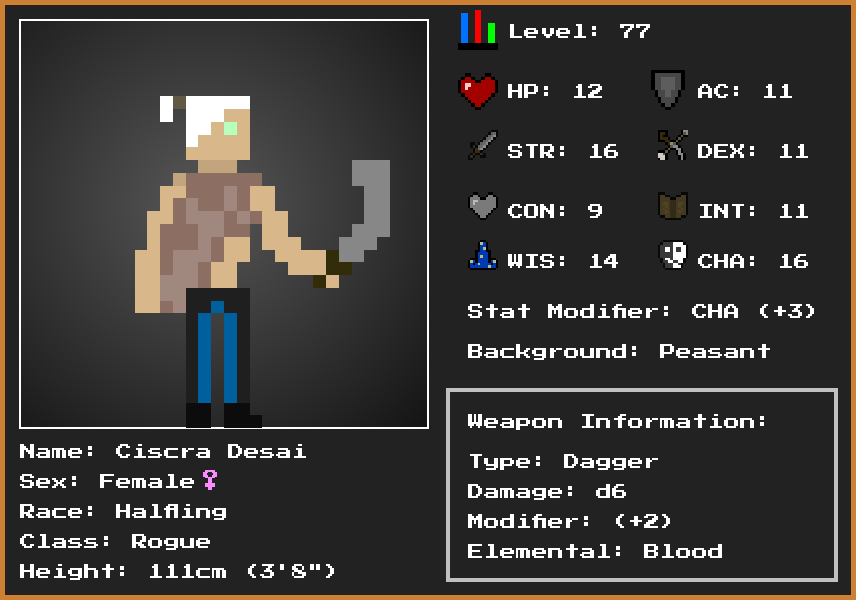 Level: 77
HP: 12
AC: 11
STR: 16
DEX: 11
CON: 9
INT: 11
WIS: 14
CHA: 16
Stat Modifier: CHA (+3)
Background: Peasant
Weapon Information:
Type: Dagger
Damage: d6
Modifier: (+2)
Elemental: Blood
Name: Ciscra Desai
Sex: Female♀
Race: Halfling
Class: Rogue
Height: 111cm (3'8")